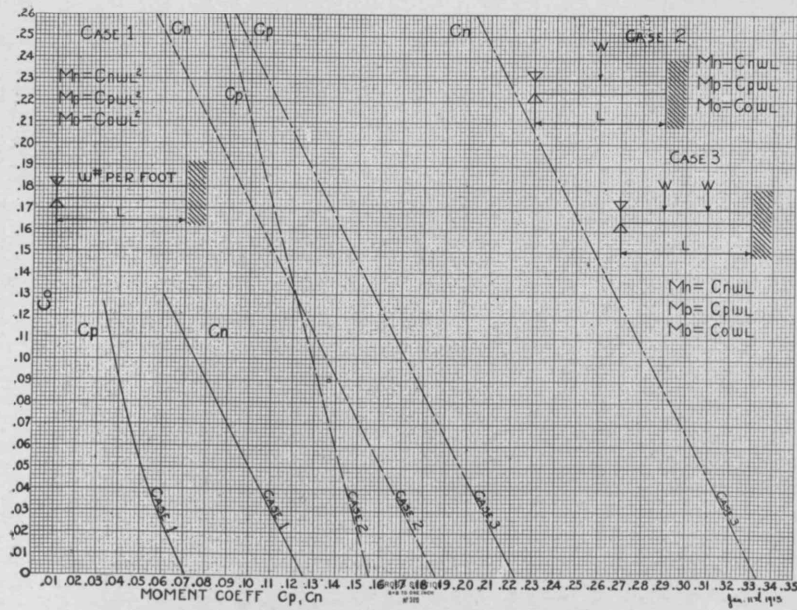 CASE 1
Cn
Cp
Cn
CASE 2
Mn=CnwL²
Mp=CpwL²
Mo=CowL²
Cp
W
Mn=CnwL
Mp=CpwL
Mo=CowL
L
w# PER FOOT
L
CASE 3
W W
L
Mn = CnwL
Mp = CpwL
Mo = CowL
Co
Cp
Cn
.26
.23
.22
.21
.20
.19
.18
.17
.16
.15
.14
.13
.12
.11
.10
.09
.08
.07
.06
.05
.04
.03
.02
.01
0
CASE 1
CASE 1
CASE 2
CASE 2
CASE 3
CASE 3
.01 .02 .03 .04 .05 .06 .07 .08 .09 .10 .11 .12 .13 .14 .15 .16 .17 .18 .19 .20 .21 .22 .23 .24 .25 .26 .27 .28 .29 .30 .31 .32 .33 .34 .35
MOMENT COEFF Cp, Cn
Jan. 11th 1913